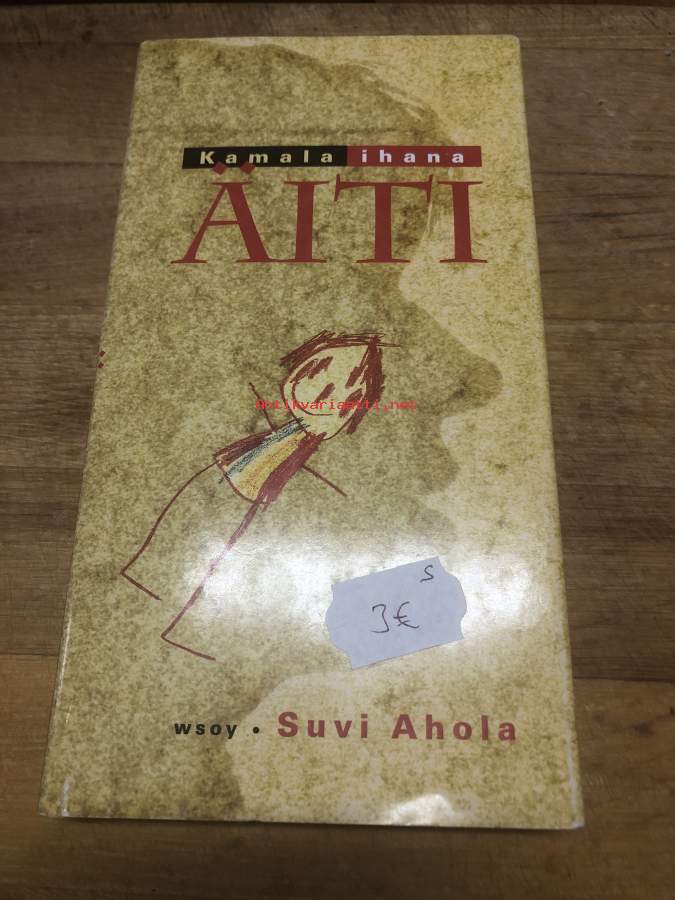 Kamala ihana
ÄITI
Antikvariaatti.net
s
3€
wsoy • Suvi Ahola